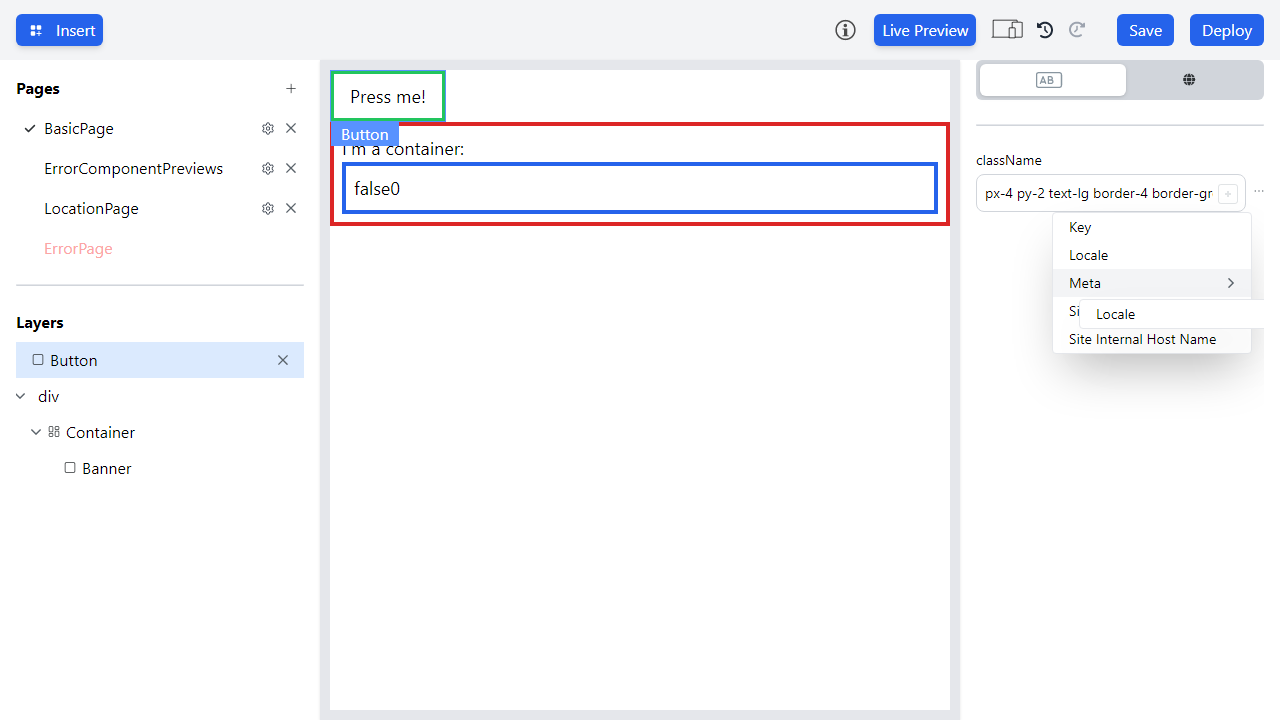 Insert
Live Preview
Save
Deploy
Pages
BasicPage
ErrorComponentPreviews
LocationPage
ErrorPage
Layers
Button
div
Container
Banner
Press me!
Button
I'm a container:
false0
AB
className
px-4 py-2 text-lg border-4 border-gr
Key
Locale
Meta
Si
Locale
Site Internal Host Name